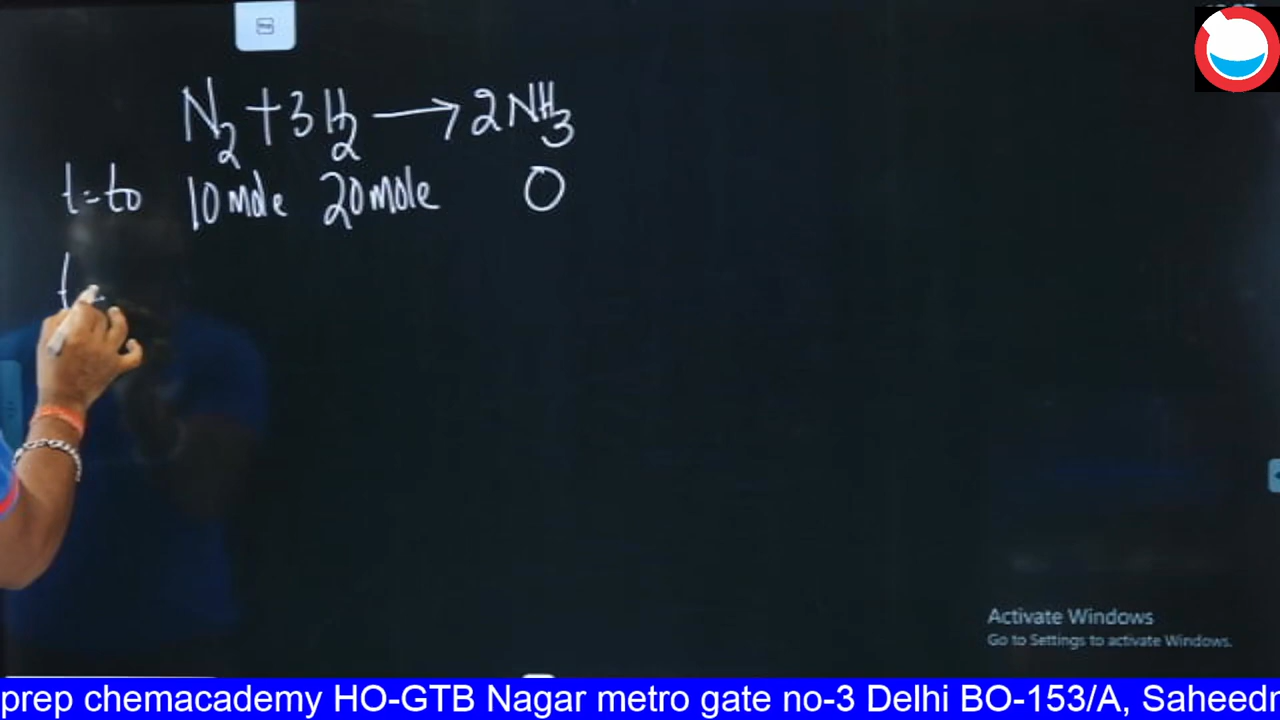 N₂ + 3H₂ ⟶ 2NH₃
t=to 10 mole 20 mole 0
t
Activate Windows
Go to Settings to activate Windows.
prep chemacademy HO-GTB Nagar metro gate no-3 Delhi BO-153/A, Saheedr